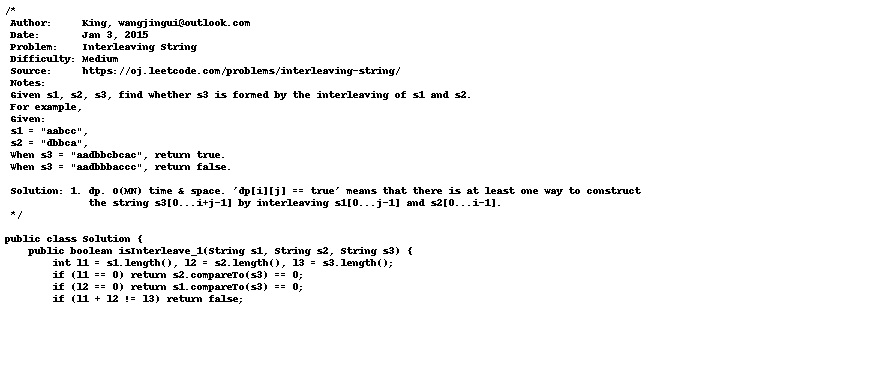 /*
 Author:     King, wangjingui@outlook.com
 Date:       Jan 3, 2015
 Problem:    Interleaving String
 Difficulty: Medium
 Source:     https://oj.leetcode.com/problems/interleaving-string/
 Notes:
 Given s1, s2, s3, find whether s3 is formed by the interleaving of s1 and s2.
 For example,
 Given:
 s1 = "aabcc",
 s2 = "dbbca",
 When s3 = "aadbbcbcac", return true.
 When s3 = "aadbbbaccc", return false.

 Solution: 1. dp. O(MN) time & space. 'dp[i][j] == true' means that there is at least one way to construct
              the string s3[0...i+j-1] by interleaving s1[0...j-1] and s2[0...i-1].
 */

public class Solution {
    public boolean isInterleave_1(String s1, String s2, String s3) {
        int l1 = s1.length(), l2 = s2.length(), l3 = s3.length();
        if (l1 == 0) return s2.compareTo(s3) == 0;
        if (l2 == 0) return s1.compareTo(s3) == 0;
        if (l1 + l2 != l3) return false;